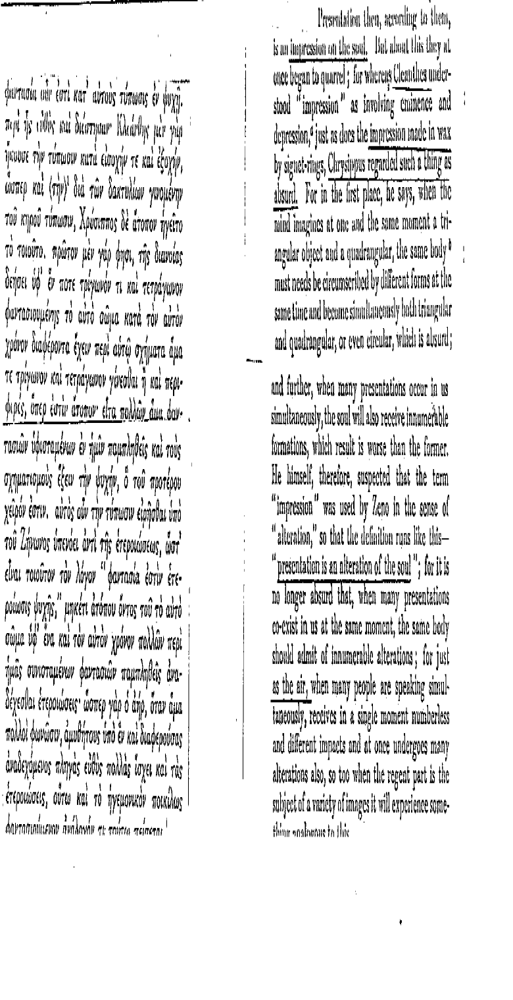 φαντασία οὖν ἐστὶ κατ' αὐτοὺς τύπωσις ἐν ψυχῇ.
περὶ ἧς εὐθὺς καὶ διέστησαν· Κλεάνθης μὲν γὰρ
ἤκουσε τὴν τύπωσιν κατὰ εἰσοχήν τε καὶ ἐξοχήν,
ὥσπερ καὶ (τὴν)¹ διὰ τῶν δακτυλίων γινομένην
τοῦ κηροῦ τύπωσιν, Χρύσιππος δὲ ἄτοπον ἡγεῖτο
τὸ τοιοῦτο. πρῶτον μὲν γάρ φησι, τῆς διανοίας
δεήσει ὑφ' ἕν ποτε τρίγωνόν τι καὶ τετράγωνον
φαντασιουμένης τὸ αὐτὸ σῶμα κατὰ τὸν αὐτὸν
χρόνον διαφέροντα ἔχειν περὶ αὑτῷ σχήματα ἅμα
τε τρίγωνον καὶ τετράγωνον γίνεσθαι ἢ καὶ περι-
φερές, ὅπερ ἐστὶν ἄτοπον· εἶτα πολλῶν ἅμα φαν-
τασιῶν ὑφισταμένων ἐν ἡμῖν παμπληθεῖς καὶ τοὺς
σχηματισμοὺς ἕξειν τὴν ψυχήν, ὃ τοῦ προτέρου
χεῖρόν ἐστιν. αὐτὸς οὖν τὴν τύπωσιν εἰρῆσθαι ὑπὸ
τοῦ Ζήνωνος ὑπενόει ἀντὶ τῆς ἑτεροιώσεως, ὥστ'
εἶναι τοιοῦτον τὸν λόγον "φαντασία ἐστὶν ἑτε-
ροίωσις ψυχῆς," μηκέτι ἀτόπου ὄντος τοῦ τὸ αὐτὸ
σῶμα ὑφ' ἕνα καὶ τὸν αὐτὸν χρόνον πολλῶν περὶ
ἡμᾶς συνισταμένων φαντασιῶν παμπληθεῖς ἀνα-
δέχεσθαι ἑτεροιώσεις· ὥσπερ γὰρ ὁ ἀήρ, ὅταν ἅμα
πολλοὶ φωνῶσιν, ἀμυθήτους ὑπὸ ἓν καὶ διαφερούσας
ἀναδεχόμενος πληγὰς εὐθὺς πολλὰς ἴσχει καὶ τὰς
ἑτεροιώσεις, οὕτω καὶ τὸ ἡγεμονικὸν ποικίλως
φαντασιούμενον ἀνάλογόν τι τούτῳ πείσεται.
Presentation then, according to them,
is an impression on the soul. But about this they at
once began to quarrel; for whereas Cleanthes under-
stood "impression" as involving eminence and
depression,ᵃ just as does the impression made in wax
by signet-rings, Chrysippus regarded such a thing as
absurd. For in the first place, he says, when the
mind imagines at one and the same moment a tri-
angular object and a quadrangular, the same bodyᵇ
must needs be circumscribed by different forms at the
same time and become simultaneously both triangular
and quadrangular, or even circular, which is absurd;
and further, when many presentations occur in us
simultaneously, the soul will also receive innumerable
formations, which result is worse than the former.
He himself, therefore, suspected that the term
"impression" was used by Zeno in the sense of
"alteration," so that the definition runs like this—
"presentation is an alteration of the soul"; for it is
no longer absurd that, when many presentations
co-exist in us at the same moment, the same body
should admit of innumerable alterations; for just
as the air, when many people are speaking simul-
taneously, receives in a single moment numberless
and different impacts and at once undergoes many
alterations also, so too when the regent part is the
subject of a variety of images it will experience some-
thing analogous to this